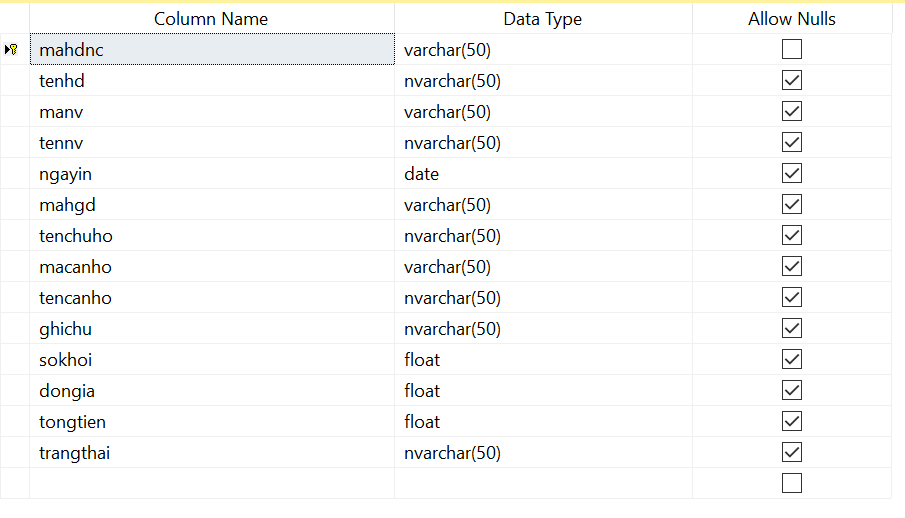 Column Name Data Type Allow Nulls
mahdnc varchar(50)
tenhd nvarchar(50)
manv varchar(50)
tennv nvarchar(50)
ngayin date
mahgd varchar(50)
tenchuho nvarchar(50)
macanho varchar(50)
tencanho nvarchar(50)
ghichu nvarchar(50)
sokhoi float
dongia float
tongtien float
trangthai nvarchar(50)